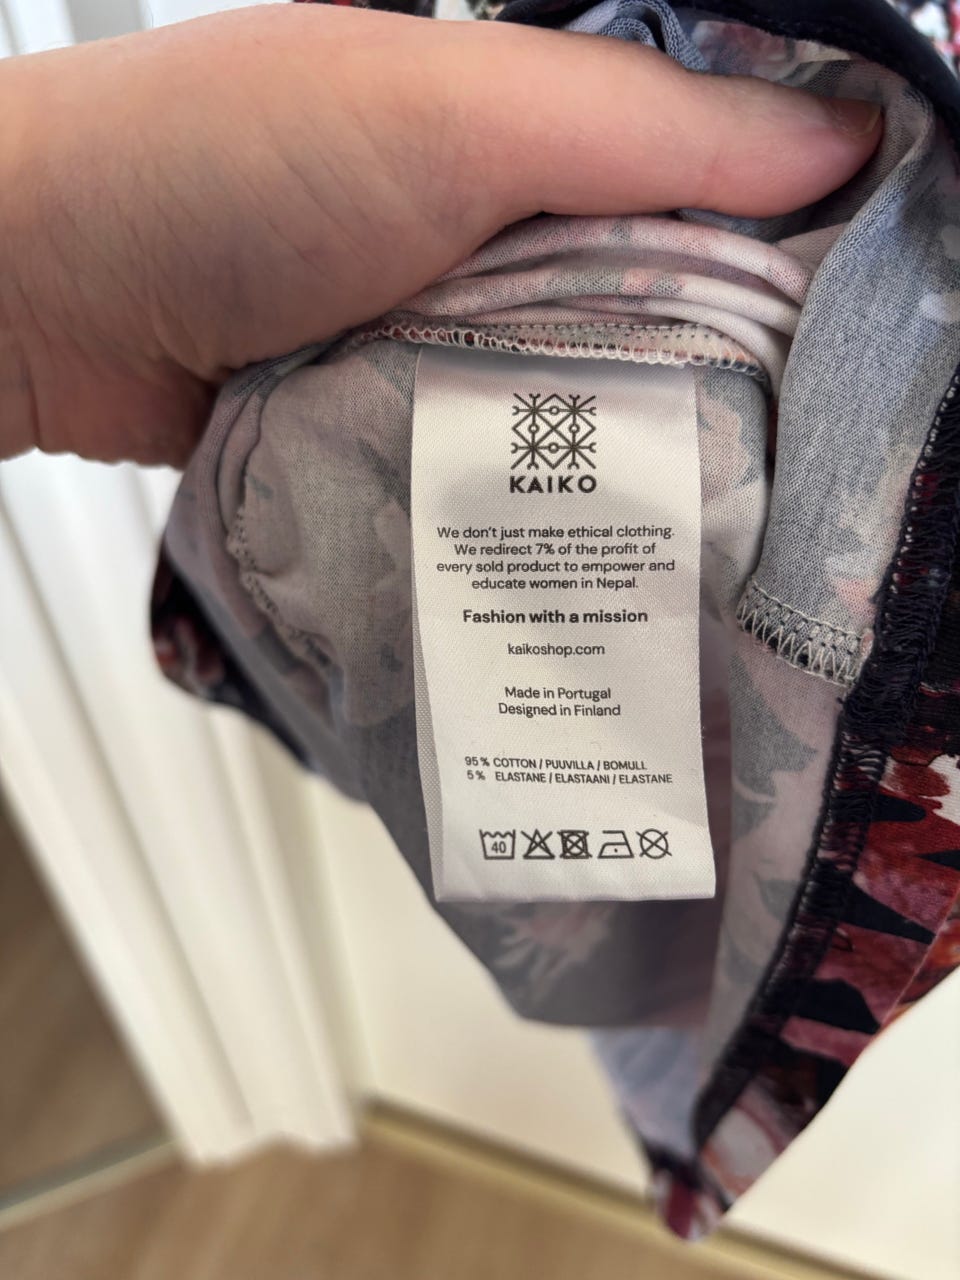 KAIKO
We don't just make ethical clothing.
We redirect 7% of the profit of
every sold product to empower and
educate women in Nepal.
Fashion with a mission
kaikoshop.com
Made in Portugal
Designed in Finland
95 % COTTON / PUUVILLA / BOMULL
5 % ELASTANE / ELASTAANI / ELASTANE
40